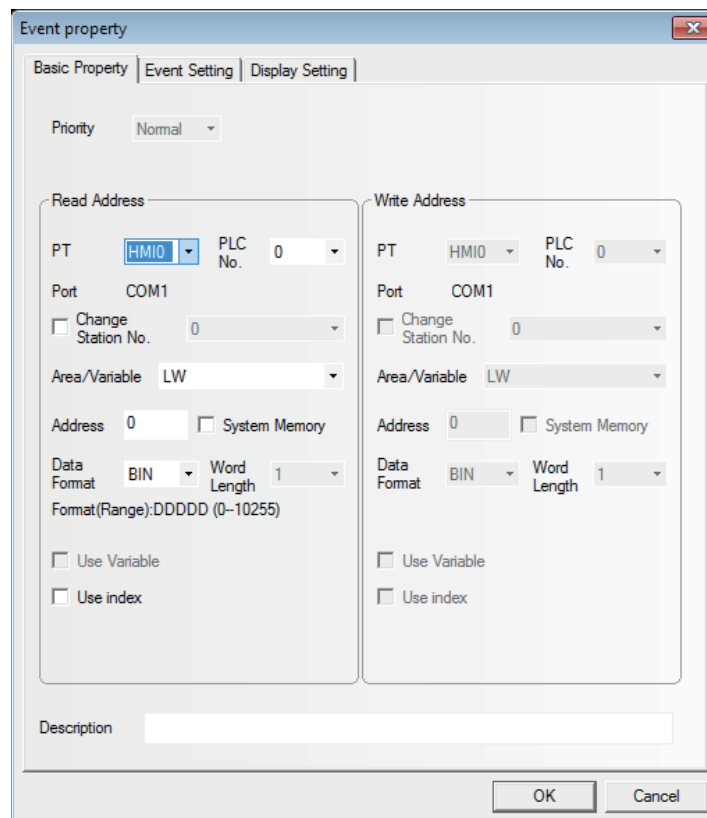 Event property
Basic Property Event Setting Display Setting
Priority Normal
Read Address
PT HMI0 PLC No. 0
Port COM1
Change Station No. 0
Area/Variable LW
Address 0 System Memory
Data Format BIN Word Length 1
Format(Range):DDDDD (0--10255)
Use Variable
Use index
Write Address
PT HMI0 PLC No. 0
Port COM1
Change Station No. 0
Area/Variable LW
Address 0 System Memory
Data Format BIN Word Length 1
Use Variable
Use index
Description
OK Cancel